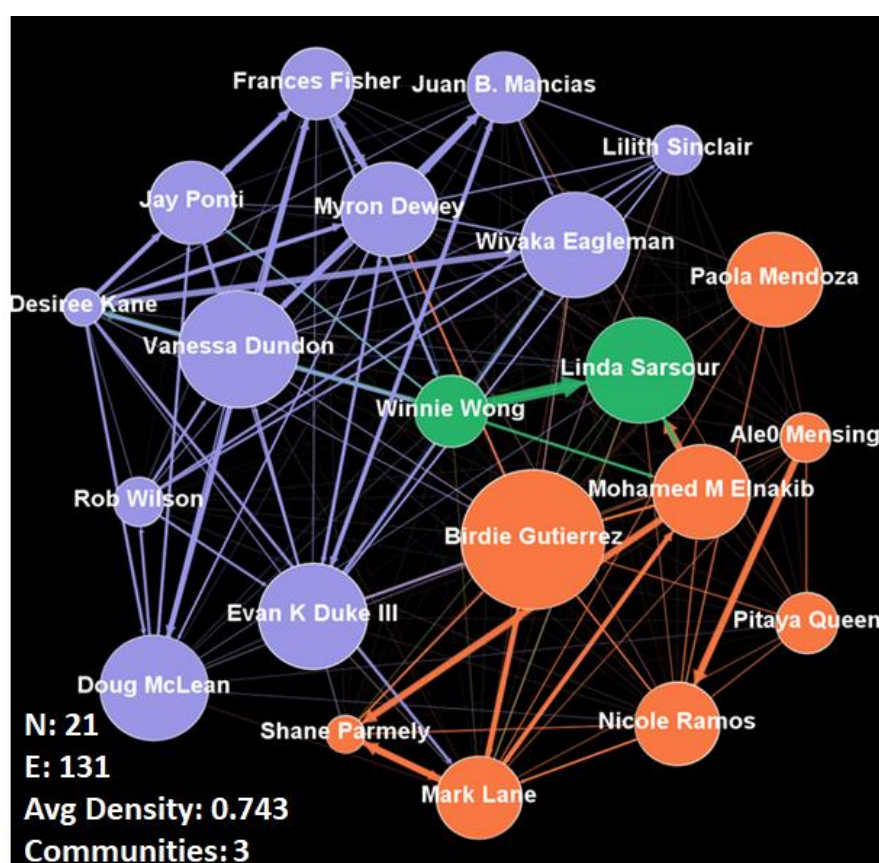 Frances Fisher
Juan B. Mancias
Lilith Sinclair
Jay Ponti
Myron Dewey
Wiyaka Eagleman
Paola Mendoza
Desiree Kane
Vanessa Dundon
Linda Sarsour
Winnie Wong
Ale0 Mensing
Rob Wilson
Mohamed M Elnakib
Birdie Gutierrez
Evan K Duke III
Pitaya Queen
Doug McLean
Shane Parmely
Nicole Ramos
Mark Lane
N: 21
E: 131
Avg Density: 0.743
Communities: 3